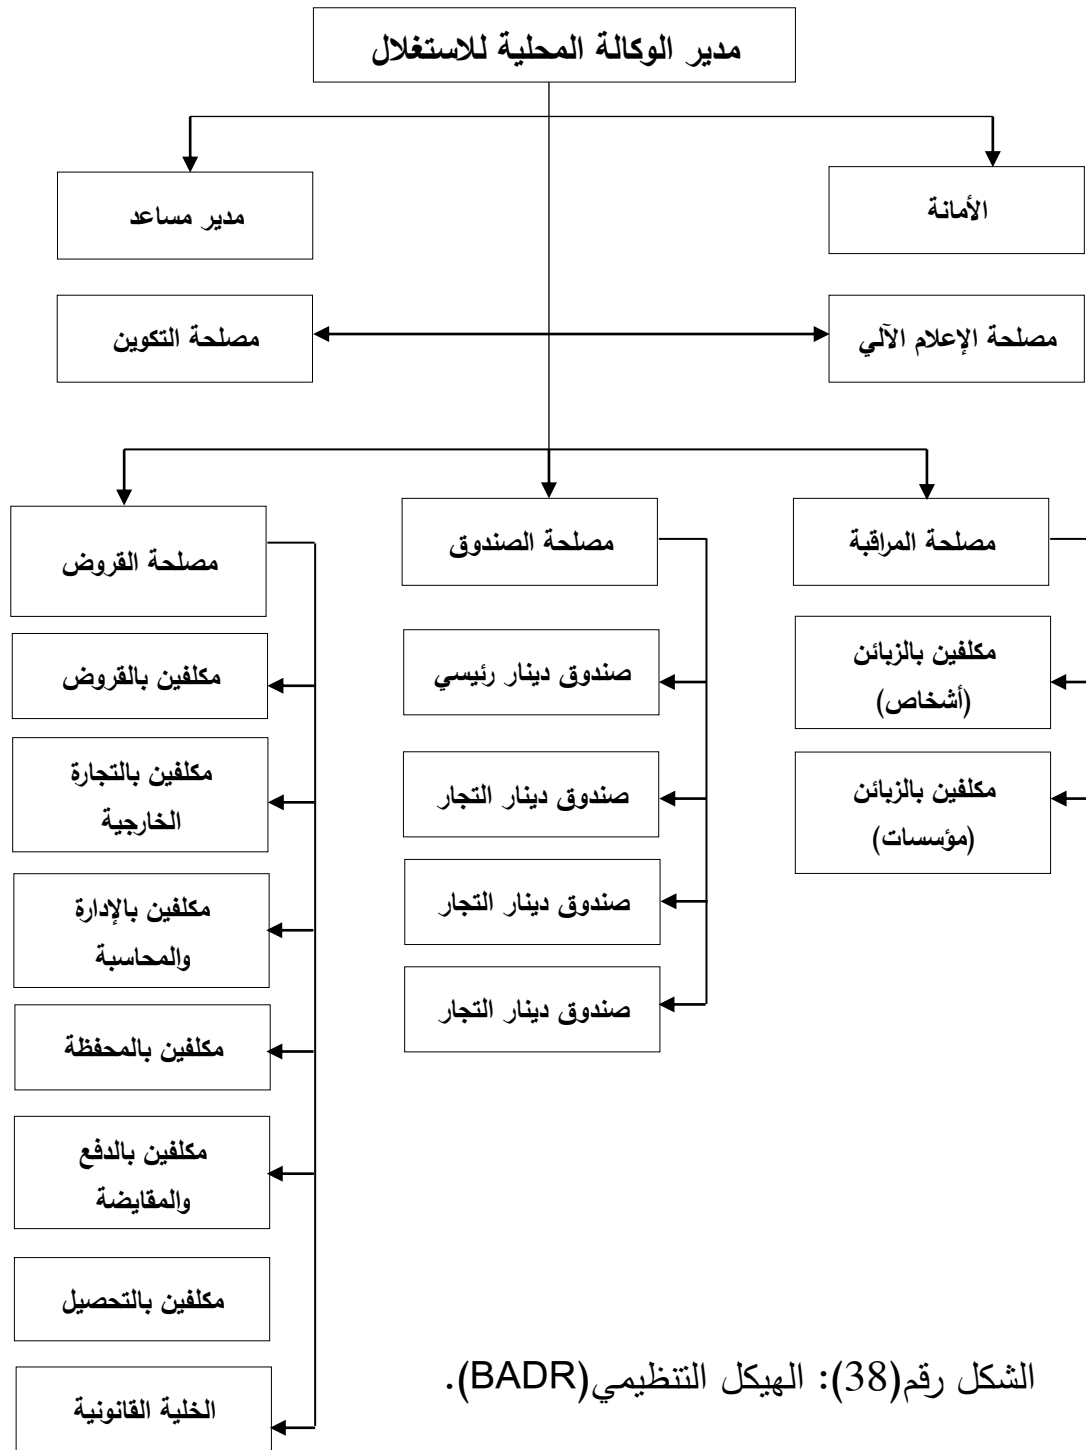 مدير الوكالة المحلية للاستغلال
الأمانة
مدير مساعد
مصلحة الإعلام الآلي
مصلحة التكوين
مصلحة المراقبة
مكلفين بالزبائن
(أشخاص)
مكلفين بالزبائن
(مؤسسات)
مصلحة الصندوق
صندوق دينار رئيسي
صندوق دينار التجار
صندوق دينار التجار
صندوق دينار التجار
مصلحة القروض
مكلفين بالقروض
مكلفين بالتجارة
الخارجية
مكلفين بالإدارة
والمحاسبة
مكلفين بالمحفظة
مكلفين بالدفع
والمقايضة
مكلفين بالتحصيل
الخلية القانونية
الشكل رقم(38): الهيكل التنظيمي(BADR).